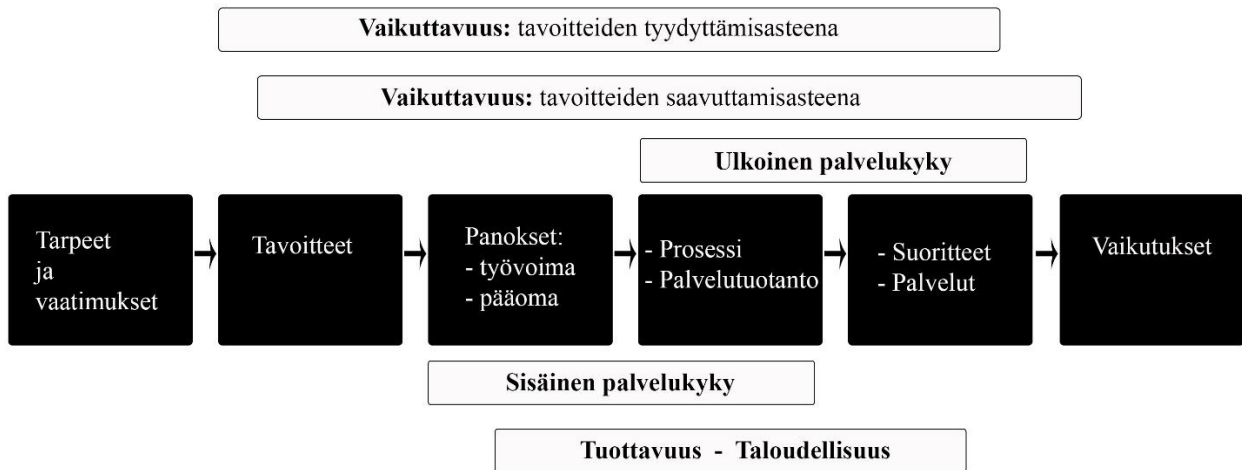 Vaikuttavuus: tavoitteiden tyydyttämisasteena
Vaikuttavuus: tavoitteiden saavuttamisasteena
Ulkoinen palvelukyky
Tarpeet
ja
vaatimukset
Tavoitteet
Panokset:
- työvoima
- pääoma
- Prosessi
- Palvelutuotanto
- Suoritteet
- Palvelut
Vaikutukset
Sisäinen palvelukyky
Tuottavuus - Taloudellisuus